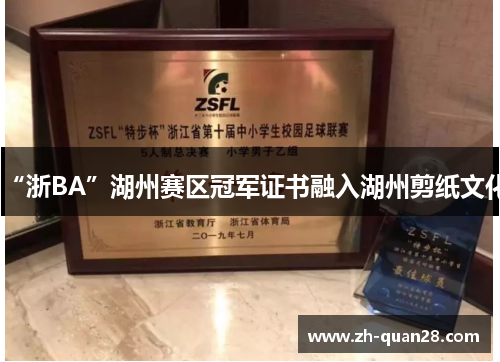 ZSFL
ZSFL“特步杯”浙江省第十届中小学生校园足球联赛
5人制总决赛 小学男子乙组
“浙BA”湖州赛区冠军证书融入湖州剪纸文化
浙江省教育厅 浙江省体育局
二〇一九年七月
ZSFL
“特步杯”
最佳球员
www.zh-quan28.com